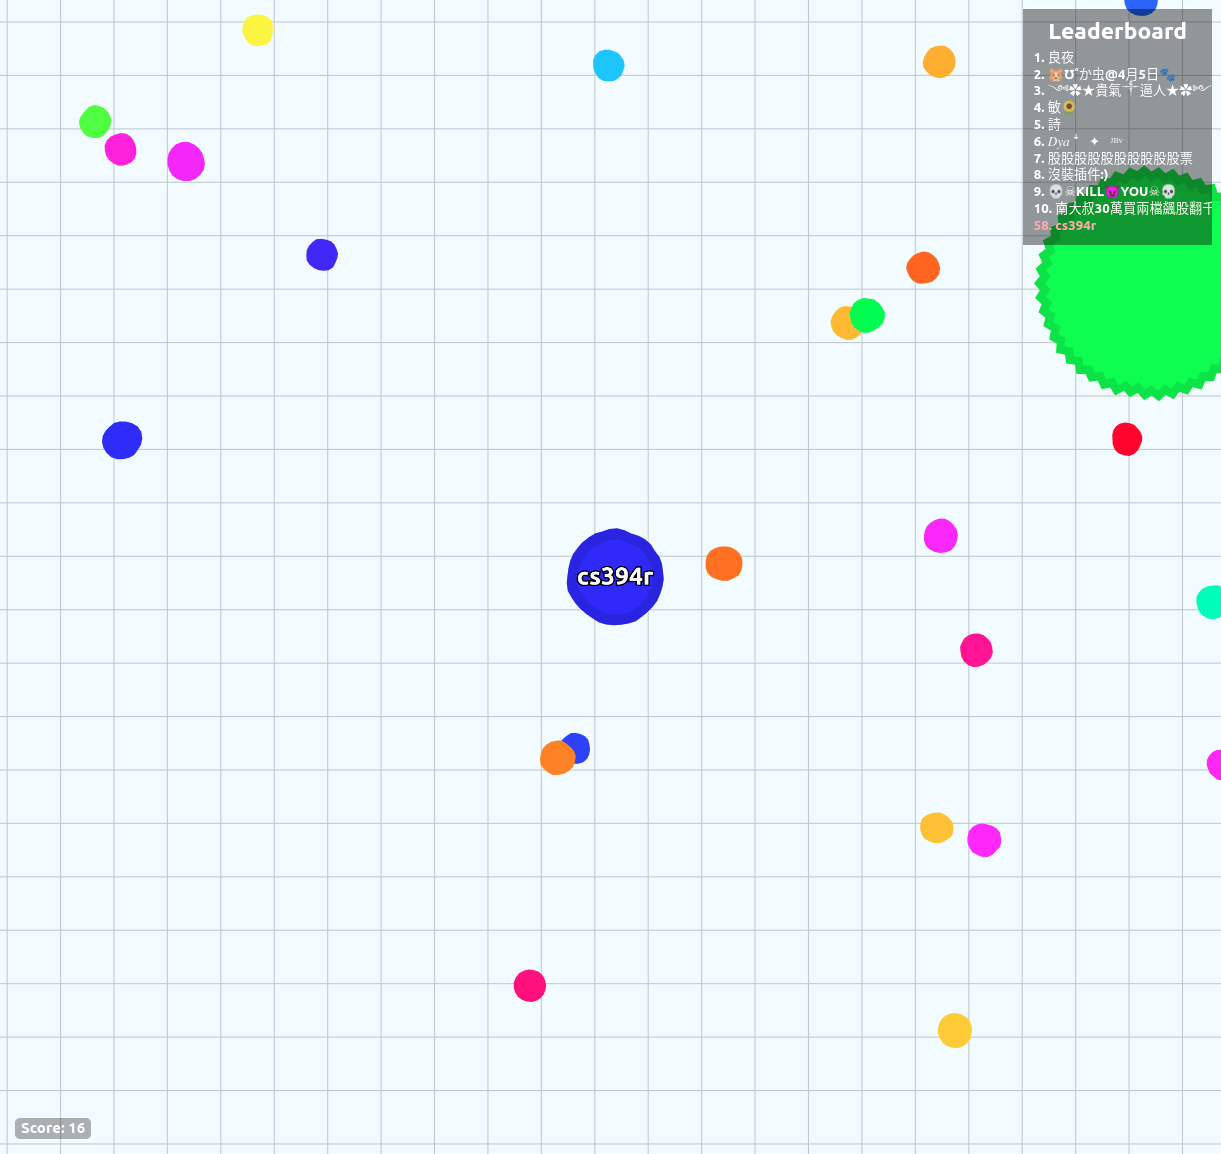 Leaderboard
1. 良夜
2. 🐹℧˚か虫@4月5日🐾
3. ༺✿★貴氣༒逼人★✿༻
4. 敏🌻
5. 詩
6. Dya ⁺ ✦ ᴶᴮᵛ
7. 股股股股股股股股股股票
8. 沒裝插件:)
9. 💀☠KILL😈YOU☠💀
10. 南大叔30萬買兩檔飆股翻千
58. cs394r
cs394r
Score: 16